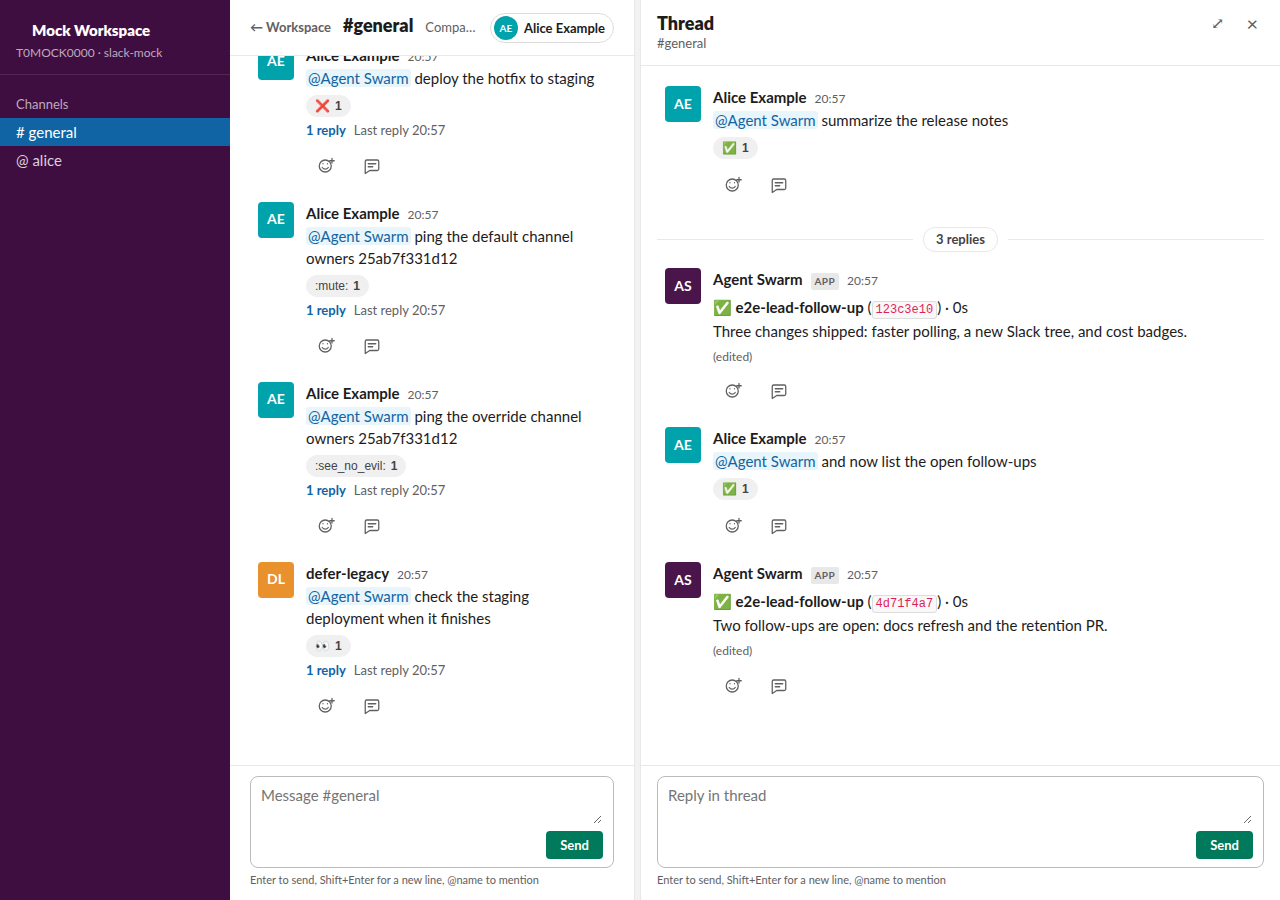 Mock Workspace
T0MOCK0000 · slack-mock
Channels
# general
@ alice
← Workspace #general Compa... AE Alice Example
AE Alice Example 20:57
@Agent Swarm deploy the hotfix to staging
❌ 1
1 reply Last reply 20:57
AE Alice Example 20:57
@Agent Swarm ping the default channel
owners 25ab7f331d12
:mute: 1
1 reply Last reply 20:57
AE Alice Example 20:57
@Agent Swarm ping the override channel
owners 25ab7f331d12
:see_no_evil: 1
1 reply Last reply 20:57
DL defer-legacy 20:57
@Agent Swarm check the staging
deployment when it finishes
👀 1
1 reply Last reply 20:57
Message #general
Send
Enter to send, Shift+Enter for a new line, @name to mention
Thread
#general
AE Alice Example 20:57
@Agent Swarm summarize the release notes
✅ 1
3 replies
AS Agent Swarm APP 20:57
✅ e2e-lead-follow-up (123c3e10) · 0s
Three changes shipped: faster polling, a new Slack tree, and cost badges.
(edited)
AE Alice Example 20:57
@Agent Swarm and now list the open follow-ups
✅ 1
AS Agent Swarm APP 20:57
✅ e2e-lead-follow-up (4d71f4a7) · 0s
Two follow-ups are open: docs refresh and the retention PR.
(edited)
Reply in thread
Send
Enter to send, Shift+Enter for a new line, @name to mention